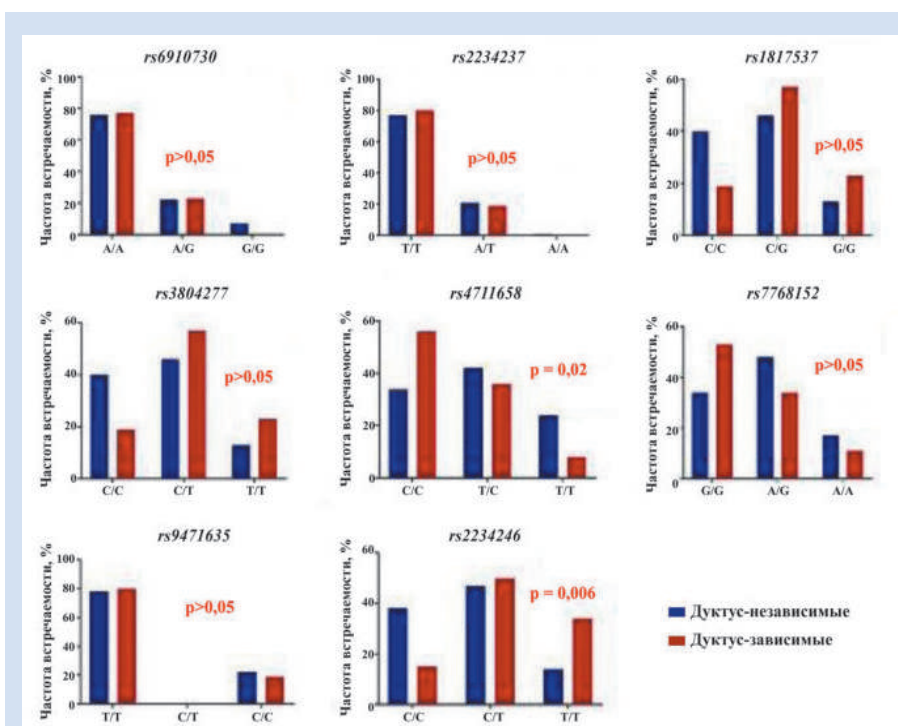 rs6910730
Частота встречаемости, %
100
80
60
40
20
0
p>0,05
A/A A/G G/G
rs2234237
Частота встречаемости, %
100
80
60
40
20
0
p>0,05
T/T A/T A/A
rs1817537
Частота встречаемости, %
60
40
20
0
p>0,05
C/C C/G G/G
rs3804277
Частота встречаемости, %
60
40
20
0
p>0,05
C/C C/T T/T
rs4711658
Частота встречаемости, %
60
40
20
0
p = 0,02
C/C T/C T/T
rs7768152
Частота встречаемости, %
60
40
20
0
p>0,05
G/G A/G A/A
rs9471635
Частота встречаемости, %
100
80
60
40
20
0
p>0,05
T/T C/T C/C
rs2234246
Частота встречаемости, %
60
40
20
0
p = 0,006
C/C C/T T/T
Дуктус-независимые
Дуктус-зависимые